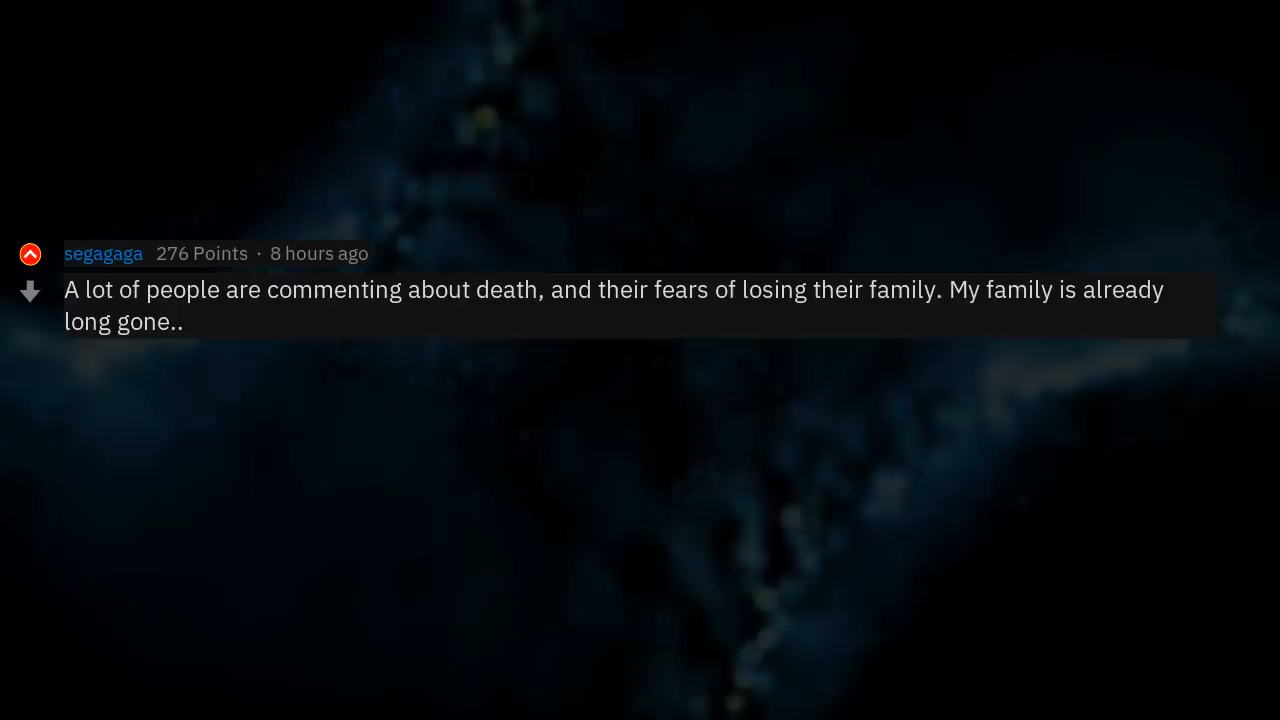 segagaga 276 Points · 8 hours ago
A lot of people are commenting about death, and their fears of losing their family. My family is already
long gone..